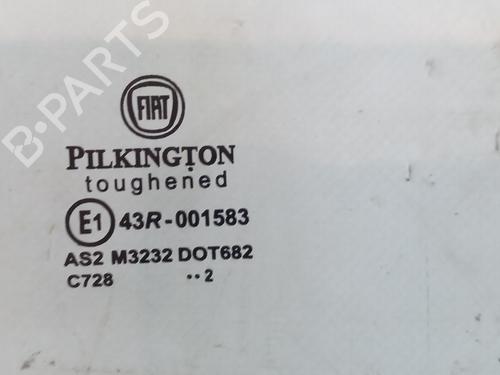 B-PARTS
FIAT
PILKINGTON
toughened
E1 43R-001583
AS2 M3232 DOT682
C728 ••2